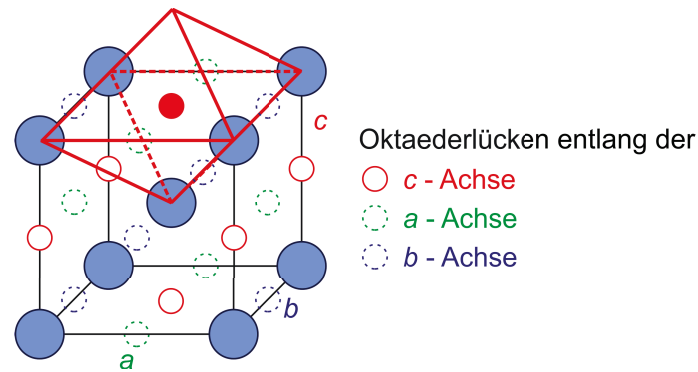 c
Oktaederlücken entlang der
c - Achse
a - Achse
b - Achse
b
a